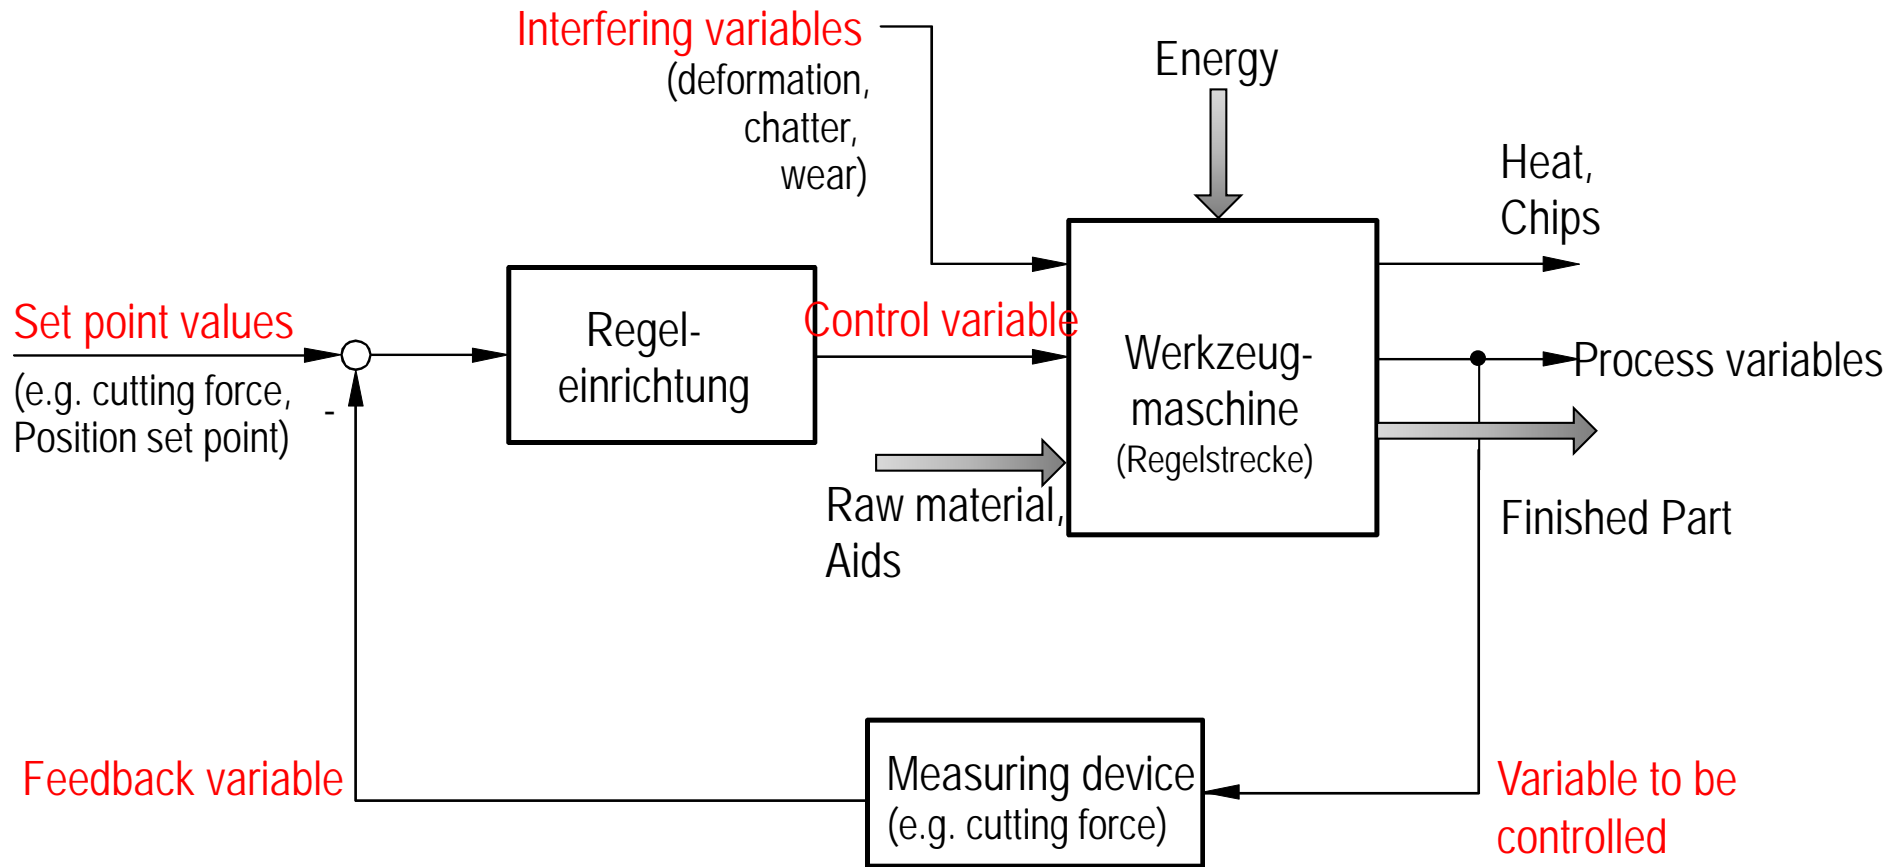 Interfering variables
(deformation,
chatter,
wear)
Energy
Heat,
Chips
Set point values
(e.g. cutting force,
Position set point)
-
Regel-
einrichtung
Control variable
Werkzeug-
maschine
(Regelstrecke)
Process variables
Raw material,
Aids
Finished Part
Feedback variable
Measuring device
(e.g. cutting force)
Variable to be
controlled